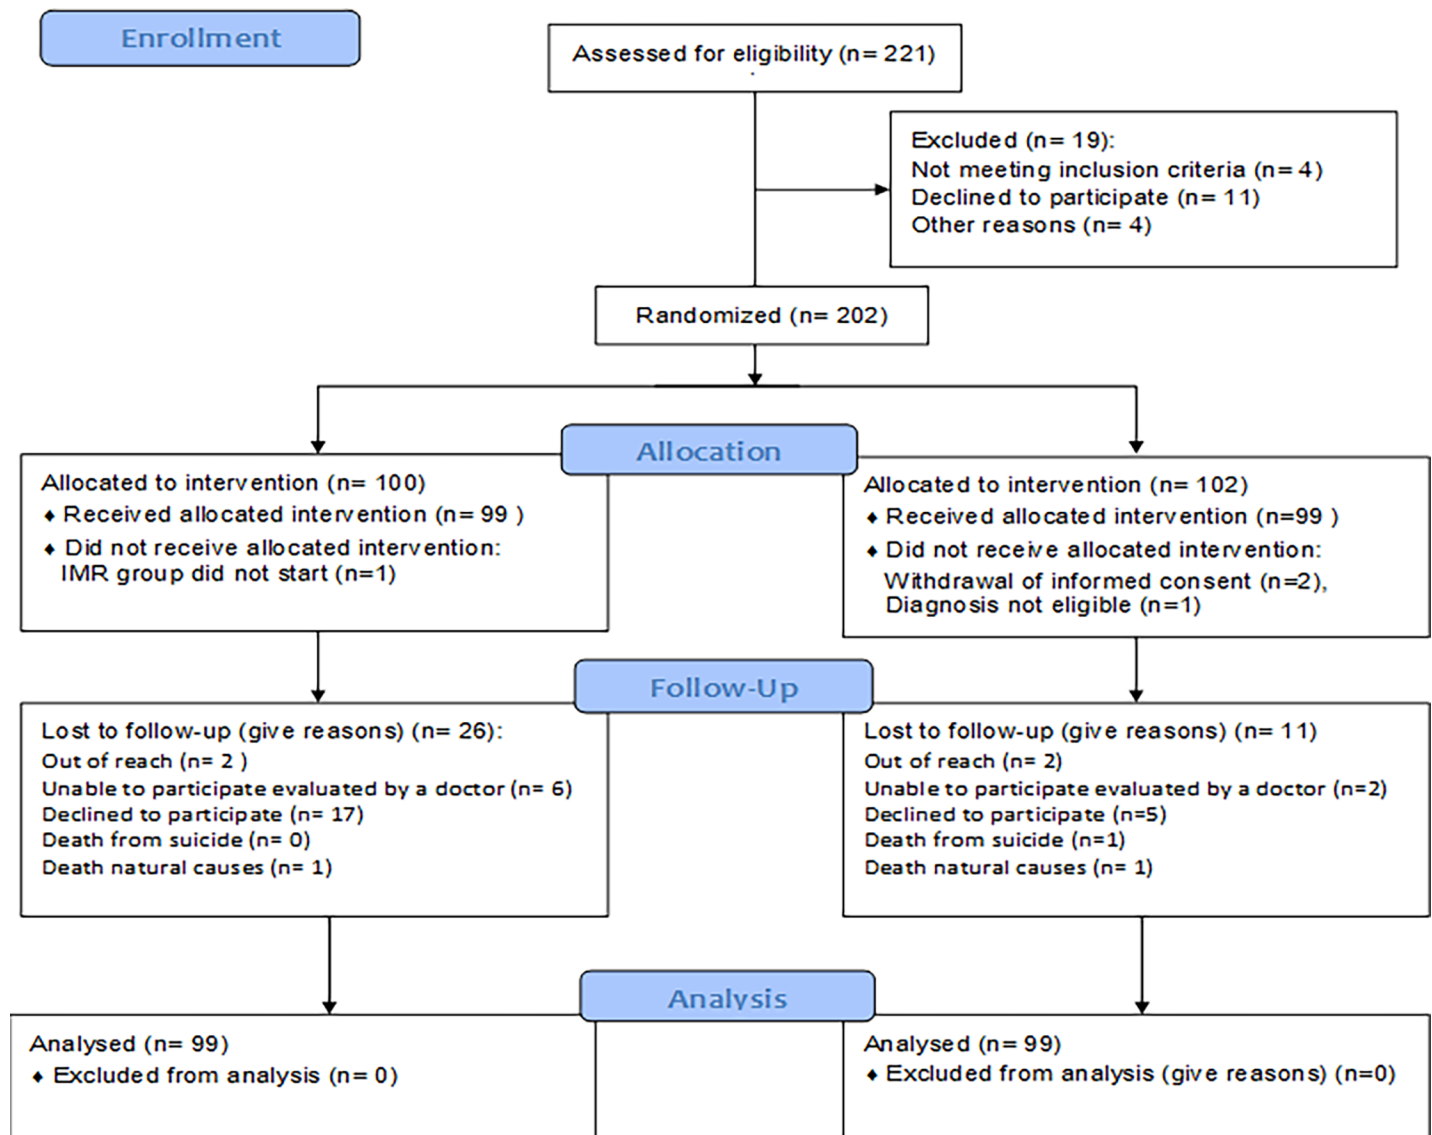 Enrollment
Assessed for eligibility (n= 221)
Excluded (n= 19):
Not meeting inclusion criteria (n= 4)
Declined to participate (n= 11)
Other reasons (n= 4)
Randomized (n= 202)
Allocation
Allocated to intervention (n= 100)
♦ Received allocated intervention (n= 99 )
♦ Did not receive allocated intervention:
IMR group did not start (n=1)
Allocated to intervention (n= 102)
♦ Received allocated intervention (n=99 )
♦ Did not receive allocated intervention:
Withdrawal of informed consent (n=2),
Diagnosis not eligible (n=1)
Follow-Up
Lost to follow-up (give reasons) (n= 26):
Out of reach (n= 2 )
Unable to participate evaluated by a doctor (n= 6)
Declined to participate (n= 17)
Death from suicide (n= 0)
Death natural causes (n= 1)
Lost to follow-up (give reasons) (n= 11)
Out of reach (n= 2)
Unable to participate evaluated by a doctor (n=2)
Declined to participate (n=5)
Death from suicide (n=1)
Death natural causes (n= 1)
Analysis
Analysed (n= 99)
♦ Excluded from analysis (n= 0)
Analysed (n= 99)
♦ Excluded from analysis (give reasons) (n=0)